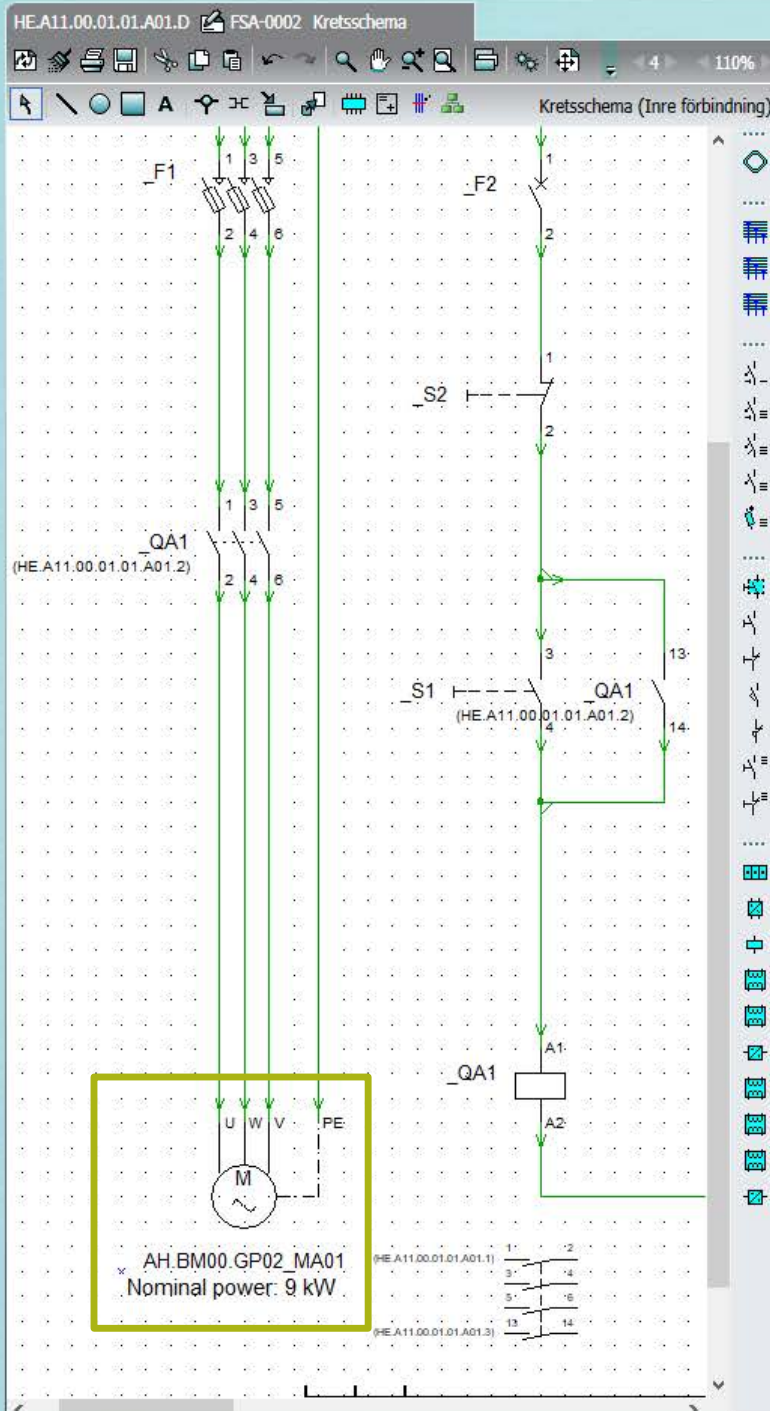 HE.A11.00.01.01.A01.D FSA-0002 Kretsschema
4 110%
A Kretsschema (Inre förbindning)
_F1 1 3 5
2 4 6
_F2 1
2
_S2 1
2
_QA1 1 3 5
(HE.A11.00.01.01.A01.2)
2 4 6
_S1 3
4
_QA1 13
(HE.A11.00.01.01.A01.2)
14
_QA1 A1
A2
U W V PE
M
AH.BM00.GP02_MA01
Nominal power: 9 kW
(HE.A11.00.01.01.A01.1) 1 2
3 4
5 6
(HE.A11.00.01.01.A01.3) 13 14